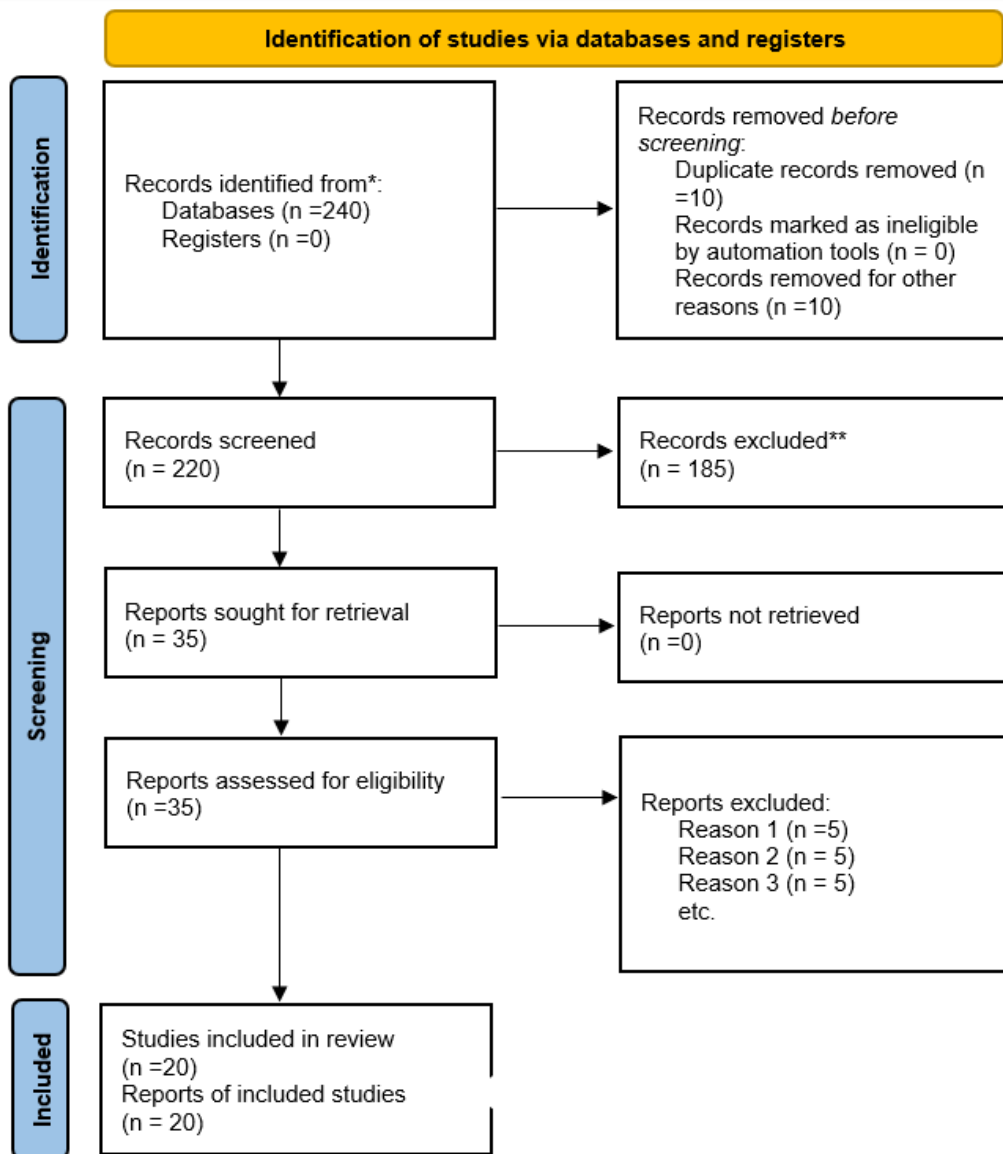 Identification of studies via databases and registers
Identification
Records identified from*:
Databases (n =240)
Registers (n =0)
Records removed before
screening:
Duplicate records removed (n
=10)
Records marked as ineligible
by automation tools (n = 0)
Records removed for other
reasons (n =10)
Screening
Records screened
(n = 220)
Records excluded**
(n = 185)
Reports sought for retrieval
(n = 35)
Reports not retrieved
(n =0)
Reports assessed for eligibility
(n =35)
Reports excluded:
Reason 1 (n =5)
Reason 2 (n = 5)
Reason 3 (n = 5)
etc.
Included
Studies included in review
(n =20)
Reports of included studies
(n = 20)